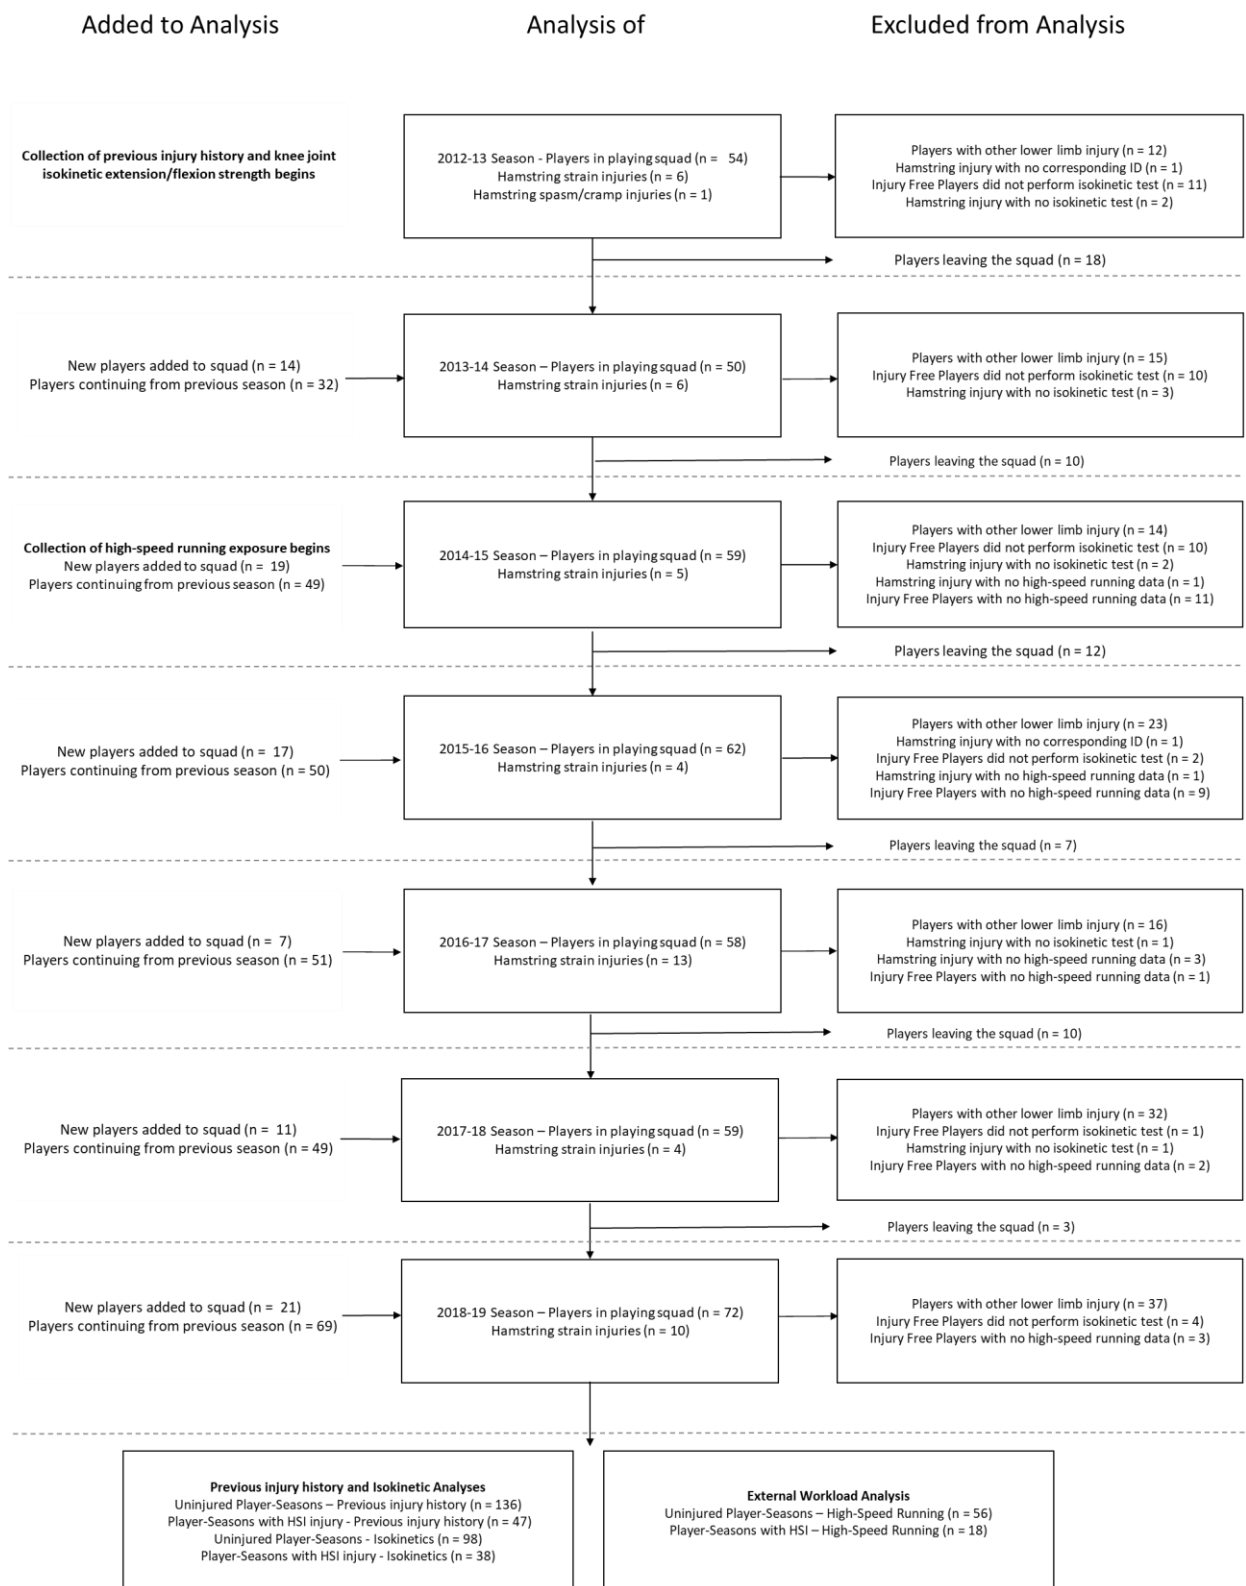 Added to Analysis
Analysis of
Excluded from Analysis
Collection of previous injury history and knee joint
isokinetic extension/flexion strength begins
2012-13 Season - Players in playing squad (n = 54)
Hamstring strain injuries (n = 6)
Hamstring spasm/cramp injuries (n = 1)
Players with other lower limb injury (n = 12)
Hamstring injury with no corresponding ID (n = 1)
Injury Free Players did not perform isokinetic test (n = 11)
Hamstring injury with no isokinetic test (n = 2)
Players leaving the squad (n = 18)
New players added to squad (n = 14)
Players continuing from previous season (n = 32)
2013-14 Season – Players in playing squad (n = 50)
Hamstring strain injuries (n = 6)
Players with other lower limb injury (n = 15)
Injury Free Players did not perform isokinetic test (n = 10)
Hamstring injury with no isokinetic test (n = 3)
Players leaving the squad (n = 10)
Collection of high-speed running exposure begins
New players added to squad (n = 19)
Players continuing from previous season (n = 49)
2014-15 Season – Players in playing squad (n = 59)
Hamstring strain injuries (n = 5)
Players with other lower limb injury (n = 14)
Injury Free Players did not perform isokinetic test (n = 10)
Hamstring injury with no isokinetic test (n = 2)
Hamstring injury with no high-speed running data (n = 1)
Injury Free Players with no high-speed running data (n = 11)
Players leaving the squad (n = 12)
New players added to squad (n = 17)
Players continuing from previous season (n = 50)
2015-16 Season – Players in playing squad (n = 62)
Hamstring strain injuries (n = 4)
Players with other lower limb injury (n = 23)
Hamstring injury with no corresponding ID (n = 1)
Injury Free Players did not perform isokinetic test (n = 2)
Hamstring injury with no high-speed running data (n = 1)
Injury Free Players with no high-speed running data (n = 9)
Players leaving the squad (n = 7)
New players added to squad (n = 7)
Players continuing from previous season (n = 51)
2016-17 Season – Players in playing squad (n = 58)
Hamstring strain injuries (n = 13)
Players with other lower limb injury (n = 16)
Hamstring injury with no isokinetic test (n = 1)
Hamstring injury with no high-speed running data (n = 3)
Injury Free Players with no high-speed running data (n = 1)
Players leaving the squad (n = 10)
New players added to squad (n = 11)
Players continuing from previous season (n = 49)
2017-18 Season – Players in playing squad (n = 59)
Hamstring strain injuries (n = 4)
Players with other lower limb injury (n = 32)
Injury Free Players did not perform isokinetic test (n = 1)
Hamstring injury with no isokinetic test (n = 1)
Injury Free Players with no high-speed running data (n = 2)
Players leaving the squad (n = 3)
New players added to squad (n = 21)
Players continuing from previous season (n = 69)
2018-19 Season – Players in playing squad (n = 72)
Hamstring strain injuries (n = 10)
Players with other lower limb injury (n = 37)
Injury Free Players did not perform isokinetic test (n = 4)
Injury Free Players with no high-speed running data (n = 3)
Previous injury history and Isokinetic Analyses
Uninjured Player-Seasons – Previous injury history (n = 136)
Player-Seasons with HSI injury - Previous injury history (n = 47)
Uninjured Player-Seasons - Isokinetics (n = 98)
Player-Seasons with HSI injury - Isokinetics (n = 38)
External Workload Analysis
Uninjured Player-Seasons – High-Speed Running (n = 56)
Player-Seasons with HSI – High-Speed Running (n = 18)